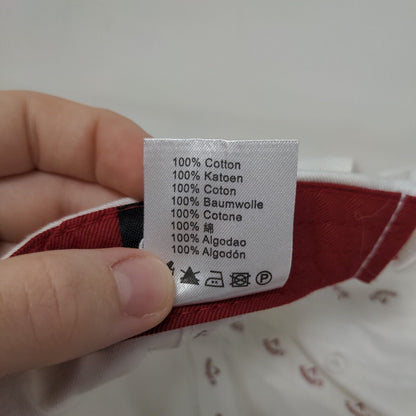 100% Cotton
100% Katoen
100% Coton
100% Baumwolle
100% Cotone
100% 綿
100% Algodao
100% Algodón
P